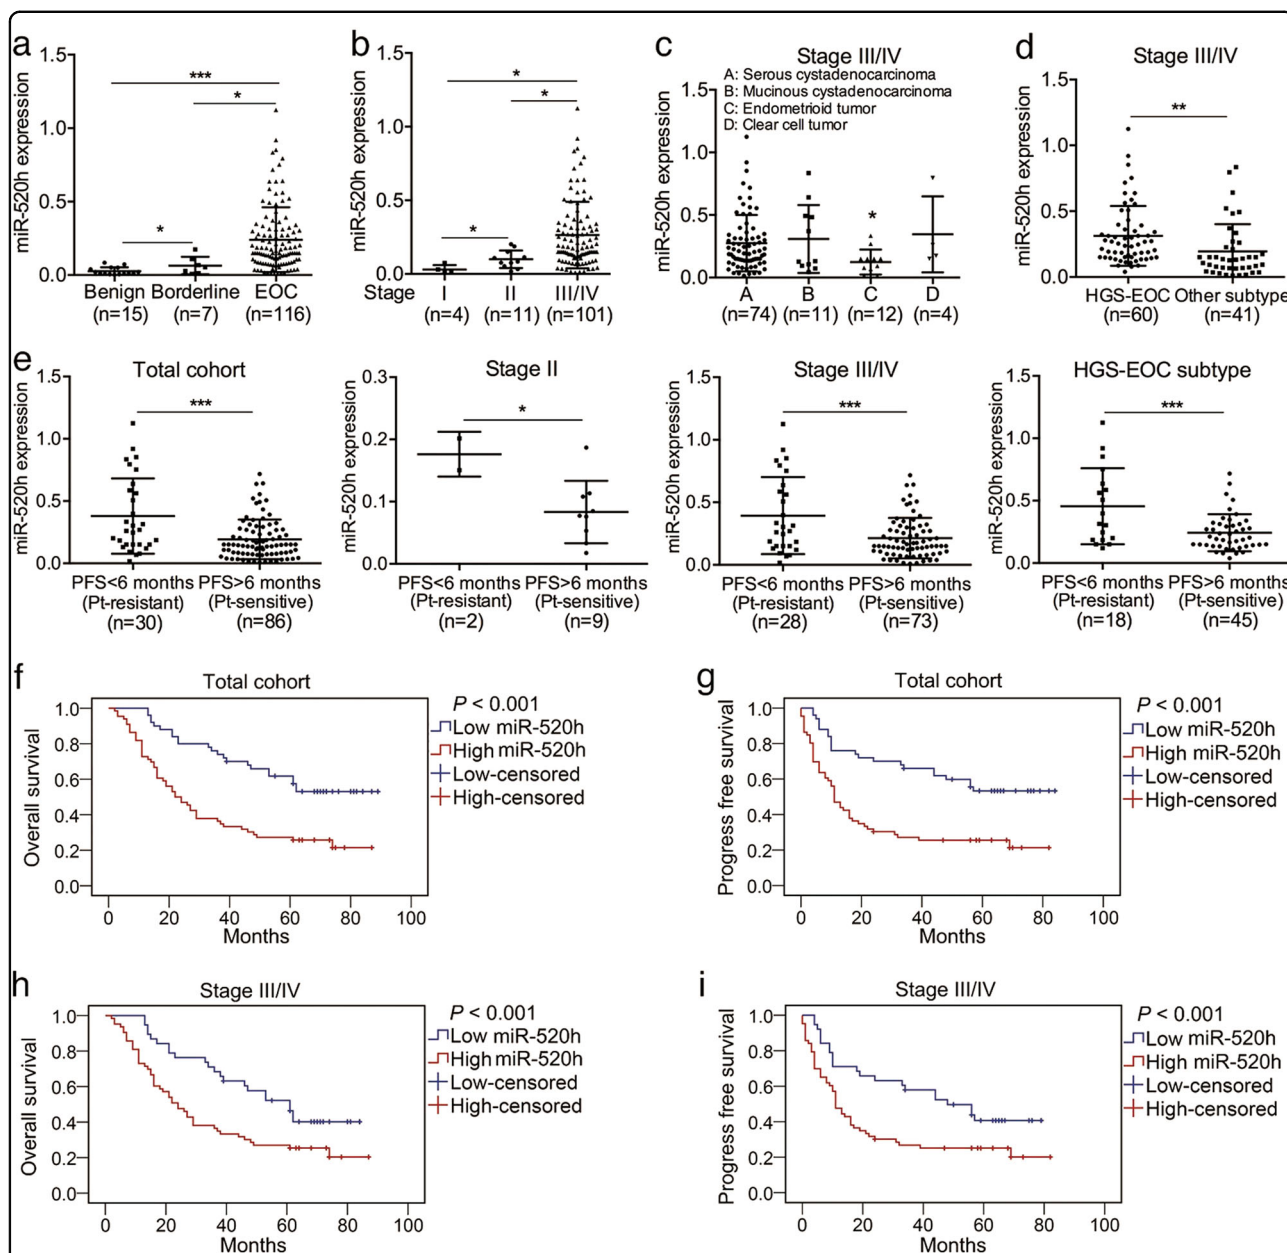 a
miR-520h expression
1.5
1.0
0.5
0.0
***
*
*
Benign Borderline EOC
(n=15) (n=7) (n=116)
b
miR-520h expression
1.5
1.0
0.5
0.0
*
*
*
Stage I II III/IV
(n=4) (n=11) (n=101)
c
Stage III/IV
A: Serous cystadenocarcinoma
B: Mucinous cystadenocarcinoma
C: Endometrioid tumor
D: Clear cell tumor
miR-520h expression
1.5
1.0
0.5
0.0
*
A B C D
(n=74) (n=11) (n=12) (n=4)
d
Stage III/IV
miR-520h expression
1.5
1.0
0.5
0.0
**
HGS-EOC Other subtype
(n=60) (n=41)
e
Total cohort
miR-520h expression
1.5
1.0
0.5
0.0
***
PFS<6 months PFS>6 months
(Pt-resistant) (Pt-sensitive)
(n=30) (n=86)
Stage II
miR-520h expression
0.3
0.2
0.1
0.0
*
PFS<6 months PFS>6 months
(Pt-resistant) (Pt-sensitive)
(n=2) (n=9)
Stage III/IV
miR-520h expression
1.5
1.0
0.5
0.0
***
PFS<6 months PFS>6 months
(Pt-resistant) (Pt-sensitive)
(n=28) (n=73)
HGS-EOC subtype
miR-520h expression
1.5
1.0
0.5
0.0
***
PFS<6 months PFS>6 months
(Pt-resistant) (Pt-sensitive)
(n=18) (n=45)
f
Total cohort
Overall survival
1.0
0.8
0.6
0.4
0.2
0.0
0 20 40 60 80 100
Months
P < 0.001
Low miR-520h
High miR-520h
Low-censored
High-censored
g
Total cohort
Progress free survival
1.0
0.8
0.6
0.4
0.2
0.0
0 20 40 60 80 100
Months
P < 0.001
Low miR-520h
High miR-520h
Low-censored
High-censored
h
Stage III/IV
Overall survival
1.0
0.8
0.6
0.4
0.2
0.0
0 20 40 60 80 100
Months
P < 0.001
Low miR-520h
High miR-520h
Low-censored
High-censored
i
Stage III/IV
Progress free survival
1.0
0.8
0.6
0.4
0.2
0.0
0 20 40 60 80 100
Months
P < 0.001
Low miR-520h
High miR-520h
Low-censored
High-censored